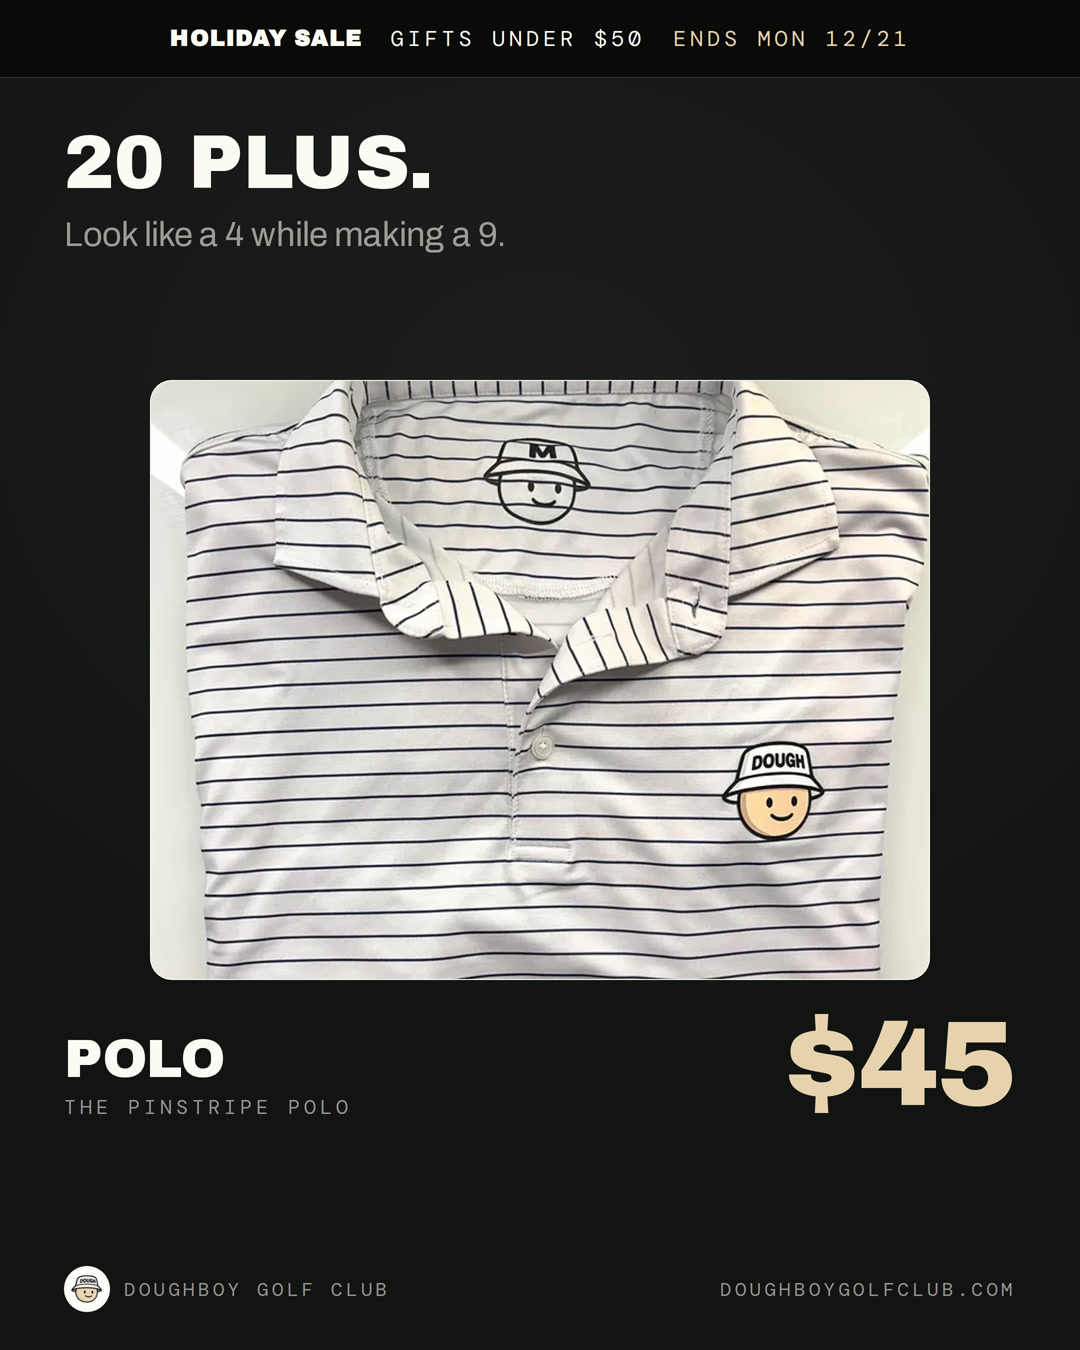 HOLIDAY SALE GIFTS UNDER $50 ENDS MON 12/21
20 PLUS.
Look like a 4 while making a 9.
M
DOUGH
POLO
$45
THE PINSTRIPE POLO
DOUGH
DOUGHBOY GOLF CLUB
DOUGHBOYGOLFCLUB.COM